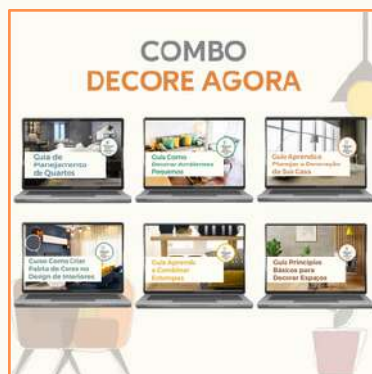 COMBO
DECORE AGORA
Guia de
Planejamento
de Quartos
Guia Como
Decorar Ambientes
Pequenos
Guia Aprenda a
Planejar a Decoração
da Sua Casa
Curso Como Criar
Paleta de Cores no
Design de Interiores
Guia Aprenda
a Combinar
Estampas
Guia Princípios
Básicos para
Decorar Espaços